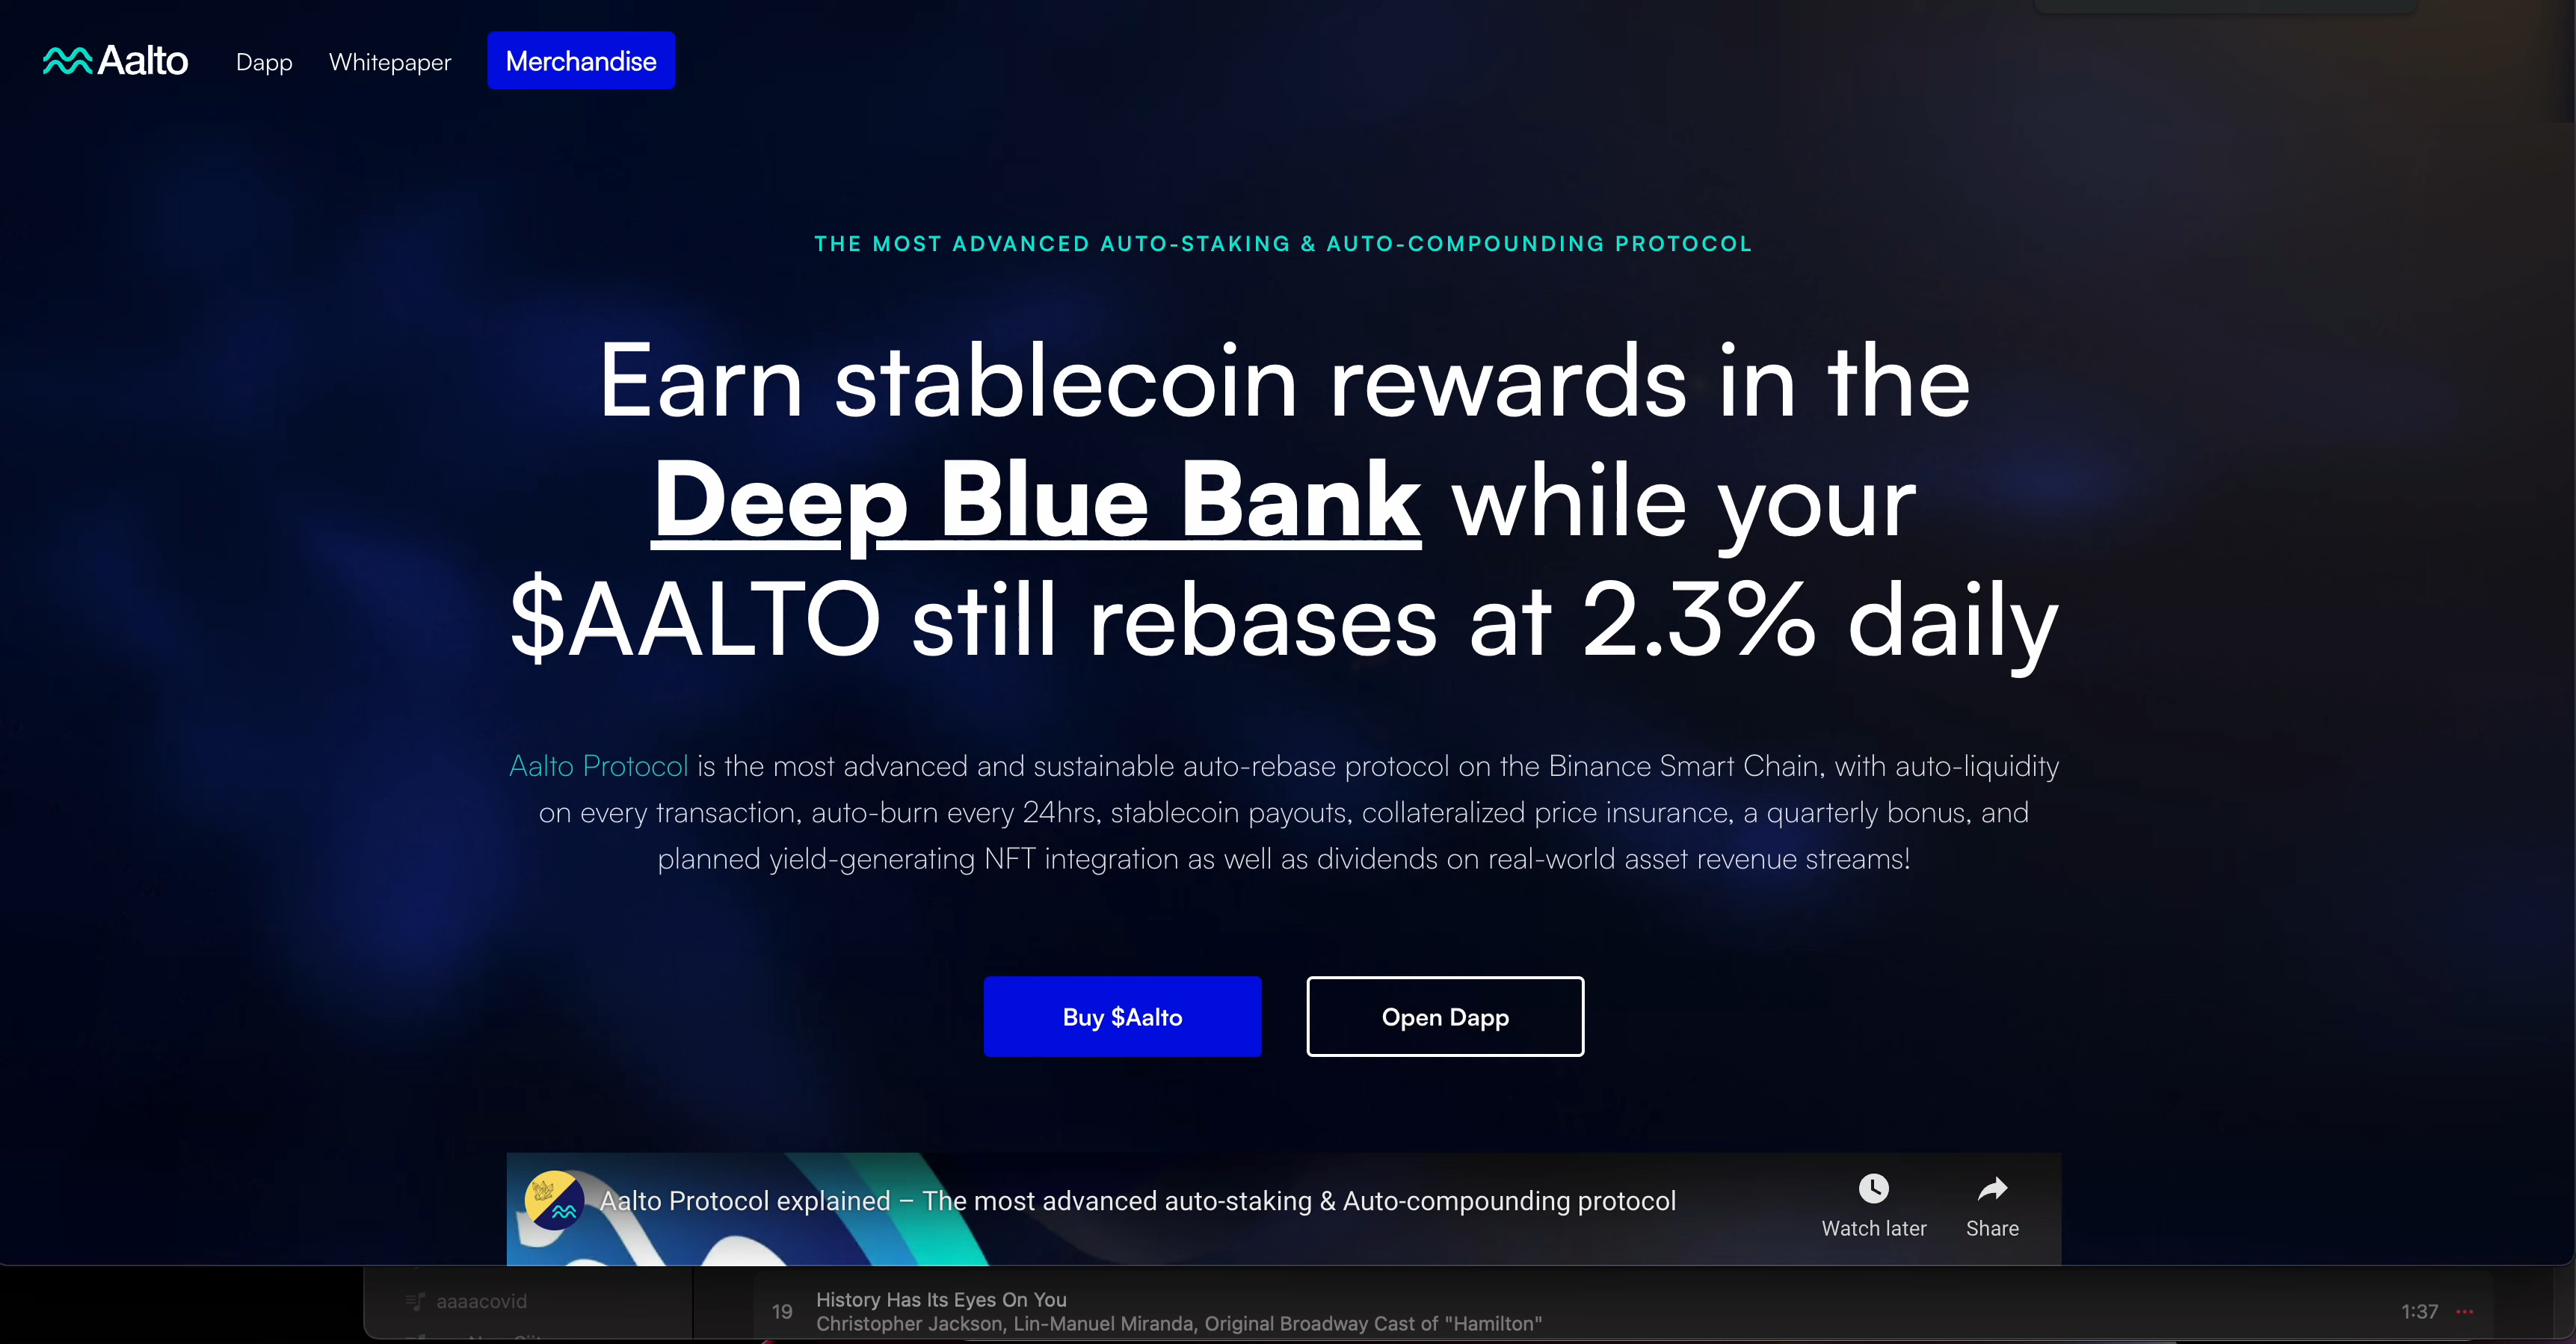 Aalto Dapp Whitepaper Merchandise
THE MOST ADVANCED AUTO-STAKING & AUTO-COMPOUNDING PROTOCOL
Earn stablecoin rewards in the
Deep Blue Bank while your
$AALTO still rebases at 2.3% daily
Aalto Protocol is the most advanced and sustainable auto-rebase protocol on the Binance Smart Chain, with auto-liquidity
on every transaction, auto-burn every 24hrs, stablecoin payouts, collateralized price insurance, a quarterly bonus, and
planned yield-generating NFT integration as well as dividends on real-world asset revenue streams!
Buy $Aalto Open Dapp
Aalto Protocol explained – The most advanced auto-staking & Auto-compounding protocol
Watch later Share
aaaacovid
19 History Has Its Eyes On You 1:37
Christopher Jackson, Lin-Manuel Miranda, Original Broadway Cast of "Hamilton"